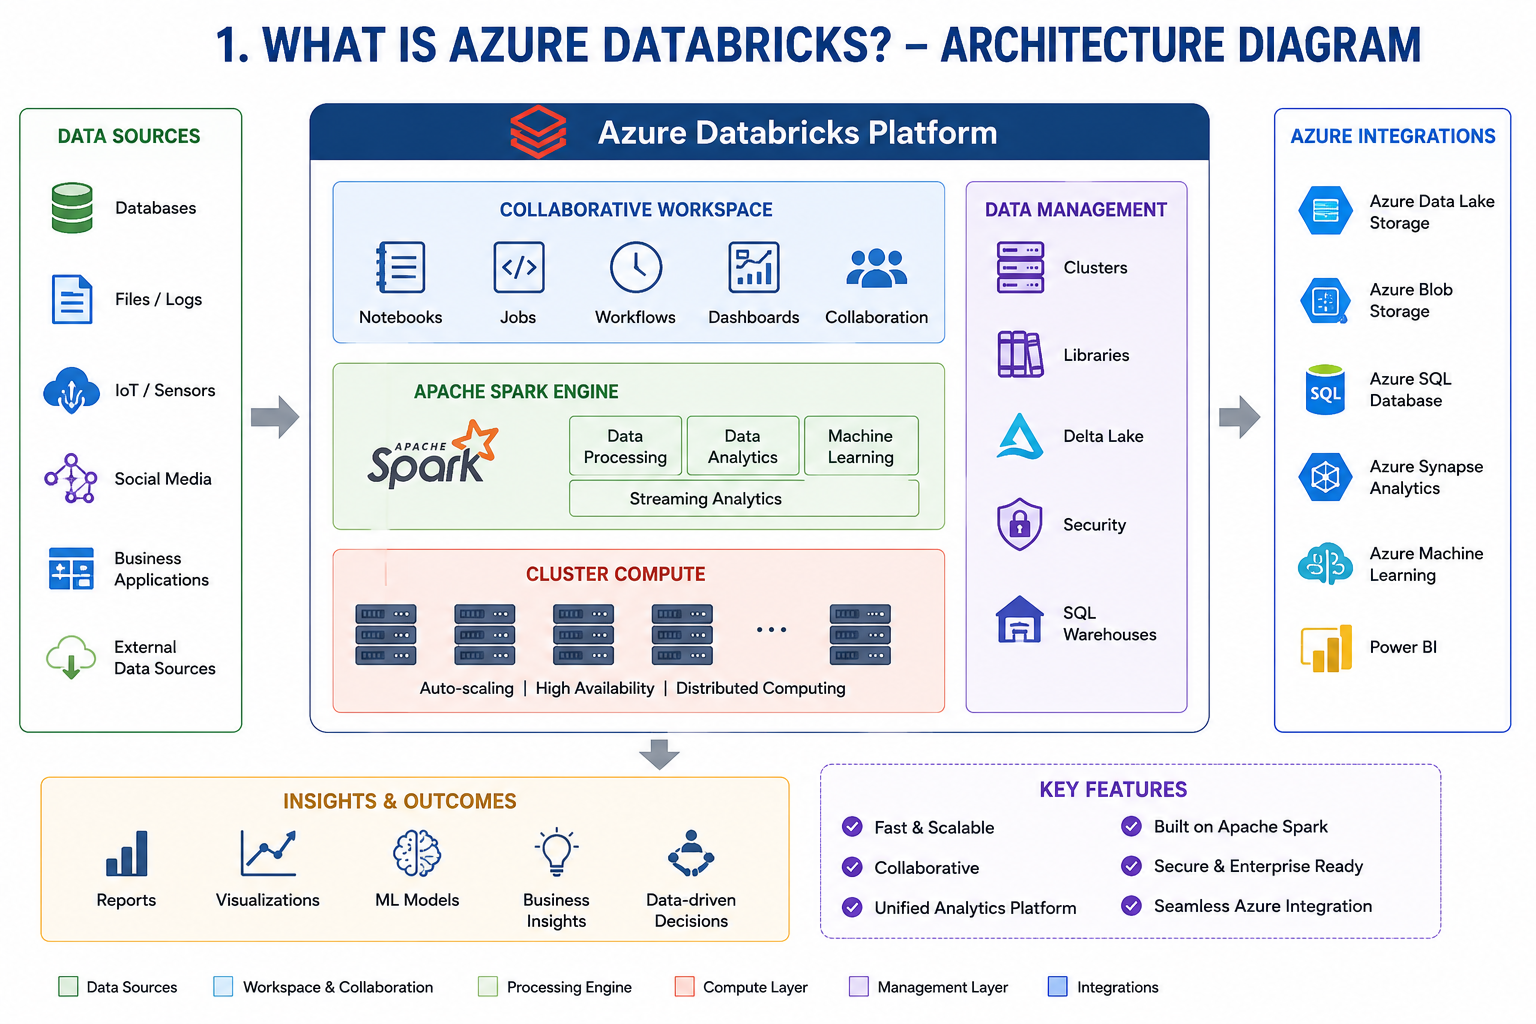 1. WHAT IS AZURE DATABRICKS? – ARCHITECTURE DIAGRAM
DATA SOURCES
Databases
Files / Logs
IoT / Sensors
Social Media
Business
Applications
External
Data Sources
Azure Databricks Platform
COLLABORATIVE WORKSPACE
Notebooks
Jobs
Workflows
Dashboards
Collaboration
APACHE SPARK ENGINE
APACHE
Spark
Data
Processing
Data
Analytics
Machine
Learning
Streaming Analytics
CLUSTER COMPUTE
Auto-scaling | High Availability | Distributed Computing
DATA MANAGEMENT
Clusters
Libraries
Delta Lake
Security
SQL
Warehouses
AZURE INTEGRATIONS
Azure Data Lake
Storage
Azure Blob
Storage
SQL
Azure SQL
Database
Azure Synapse
Analytics
Azure Machine
Learning
Power BI
INSIGHTS & OUTCOMES
Reports
Visualizations
ML Models
Business
Insights
Data-driven
Decisions
KEY FEATURES
Fast & Scalable
Collaborative
Unified Analytics Platform
Built on Apache Spark
Secure & Enterprise Ready
Seamless Azure Integration
Data Sources
Workspace & Collaboration
Processing Engine
Compute Layer
Management Layer
Integrations